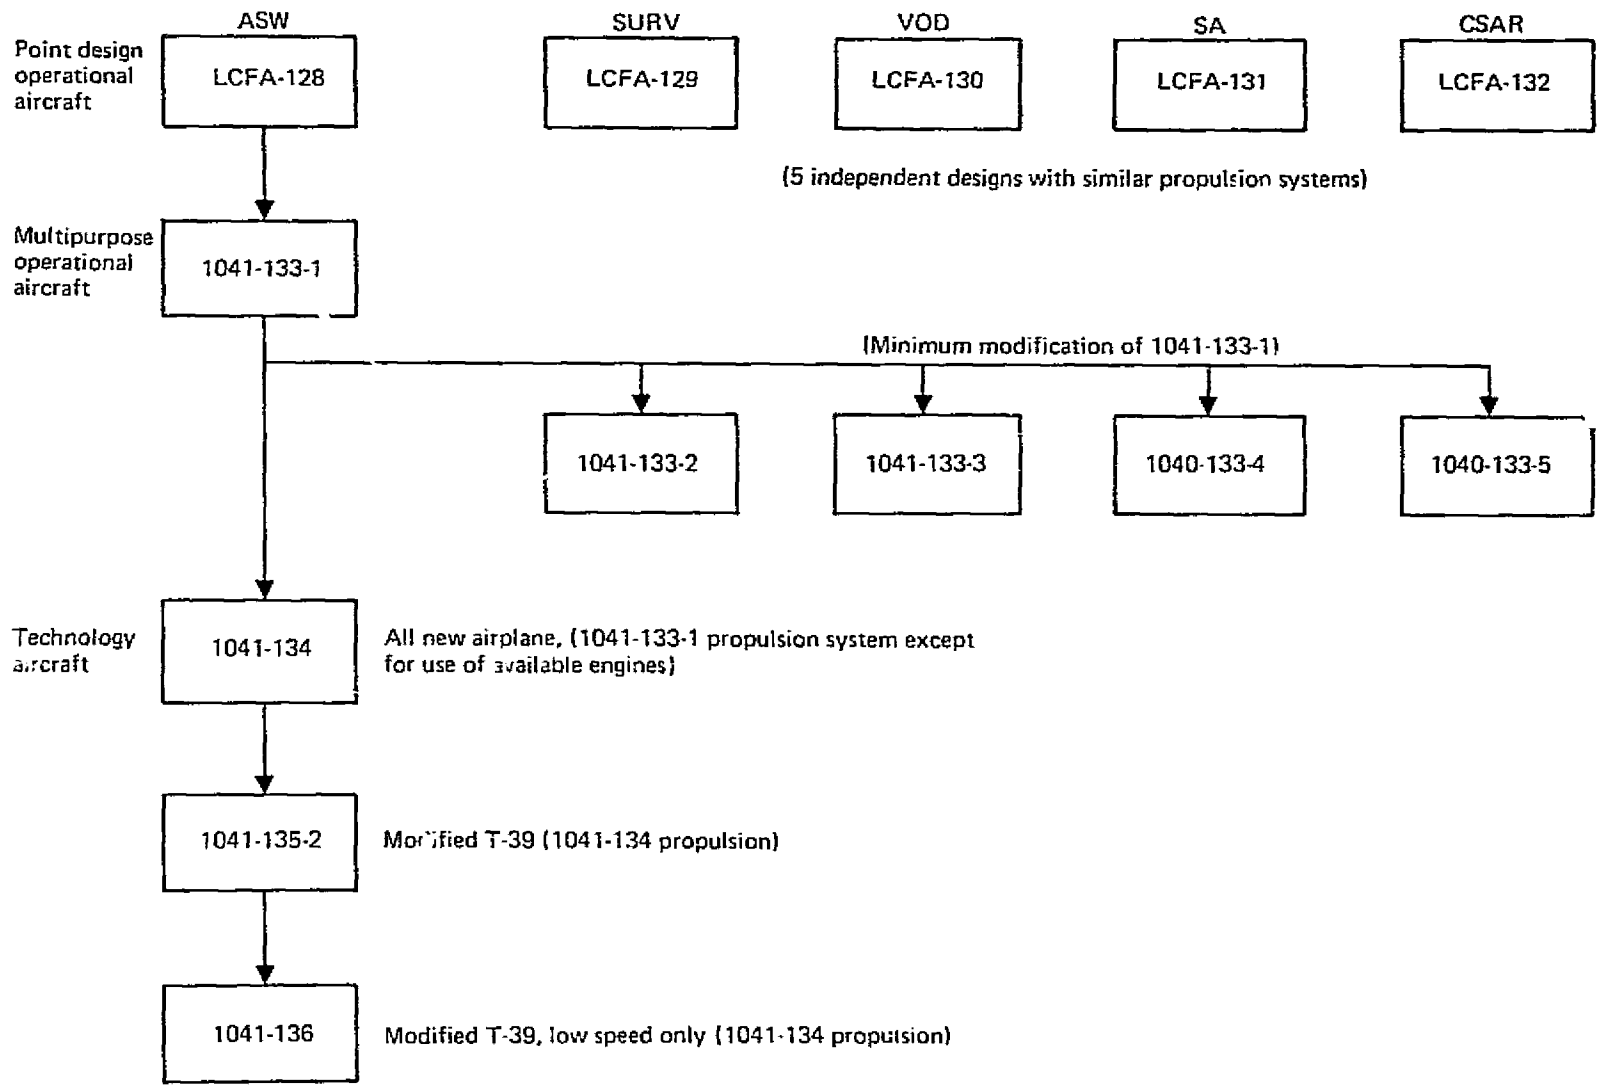 ASW SURV VOD SA CSAR
Point design
operational
aircraft
LCFA-128 LCFA-129 LCFA-130 LCFA-131 LCFA-132
(5 independent designs with similar propulsion systems)
Multipurpose
operational
aircraft
1041-133-1
(Minimum modification of 1041-133-1)
1041-133-2 1041-133-3 1040-133-4 1040-133-5
Technology
aircraft
1041-134
All new airplane, (1041-133-1 propulsion system except
for use of available engines)
1041-135-2
Modified T-39 (1041-134 propulsion)
1041-136
Modified T-39, low speed only (1041-134 propulsion)